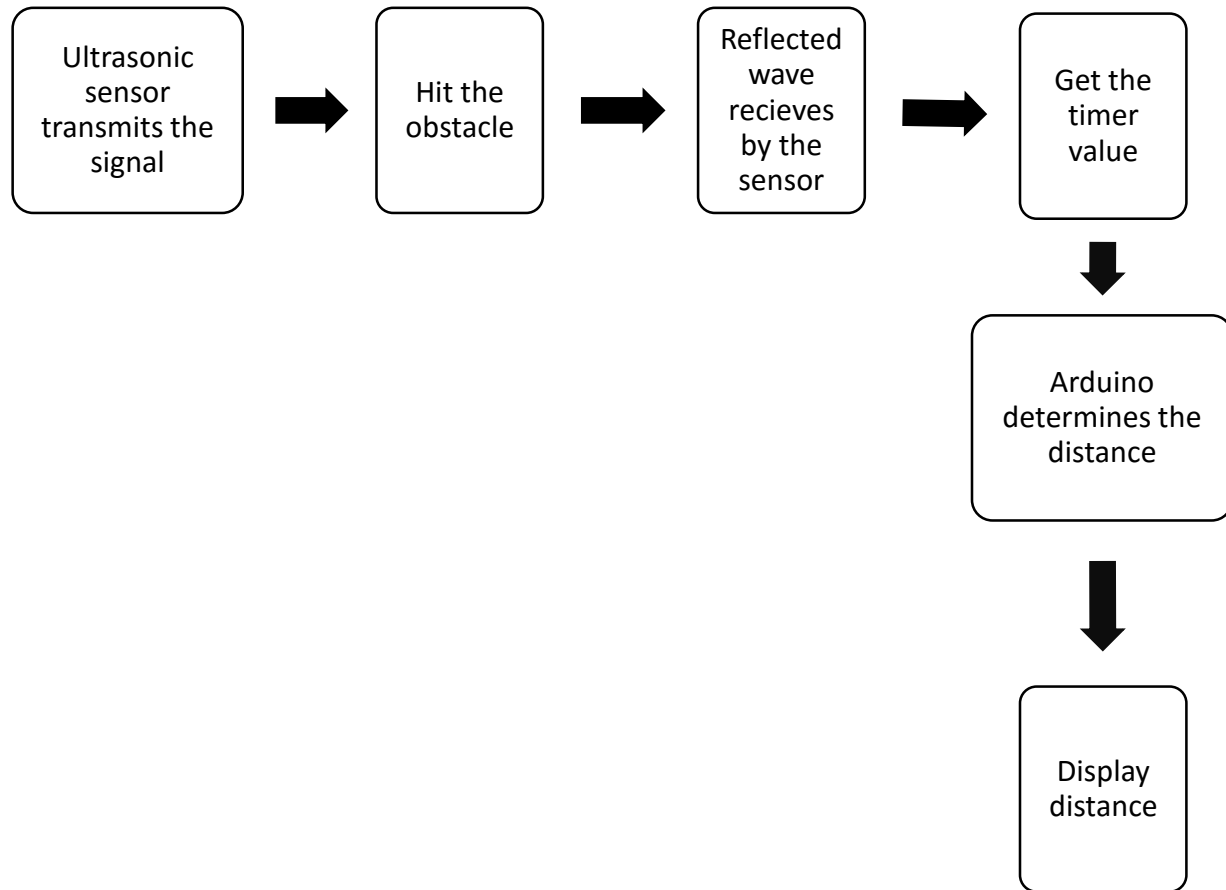 Ultrasonic
sensor
transmits the
signal
Hit the
obstacle
Reflected
wave
recieves
by the
sensor
Get the
timer
value
Arduino
determines the
distance
Display
distance